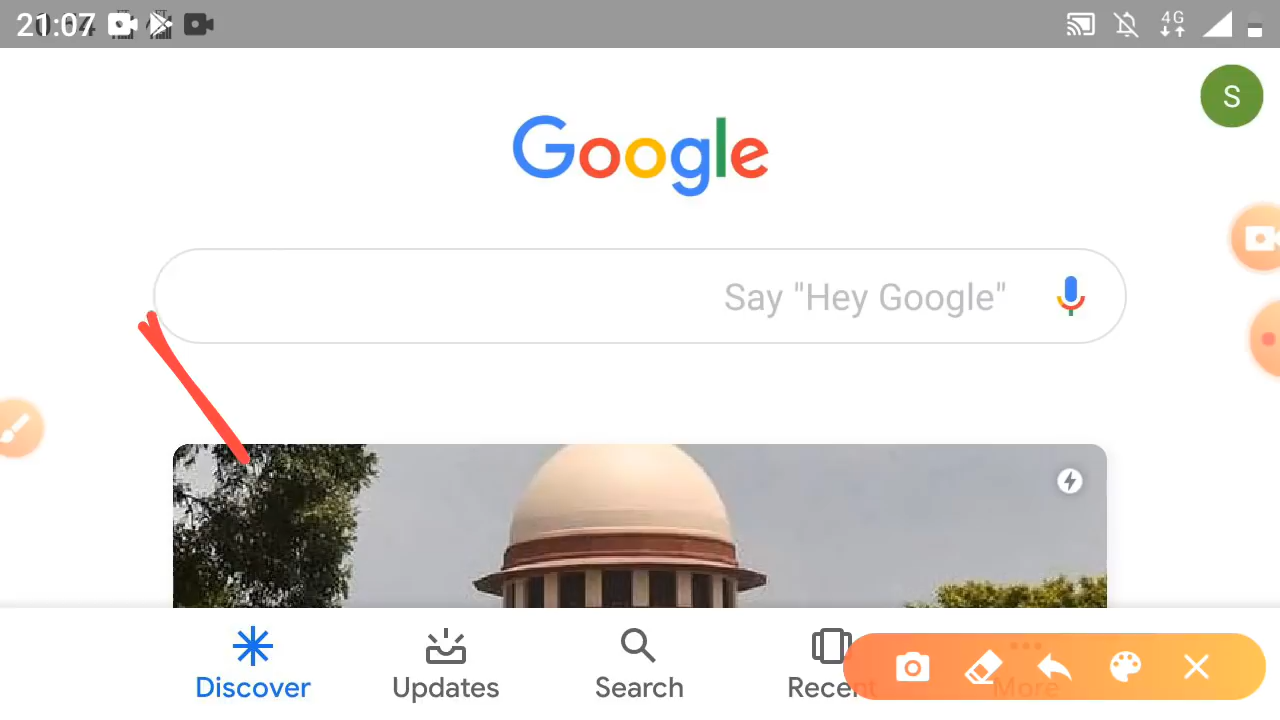 21:07
4G
S
Google
Say "Hey Google"
Discover
Updates
Search
Recent
More